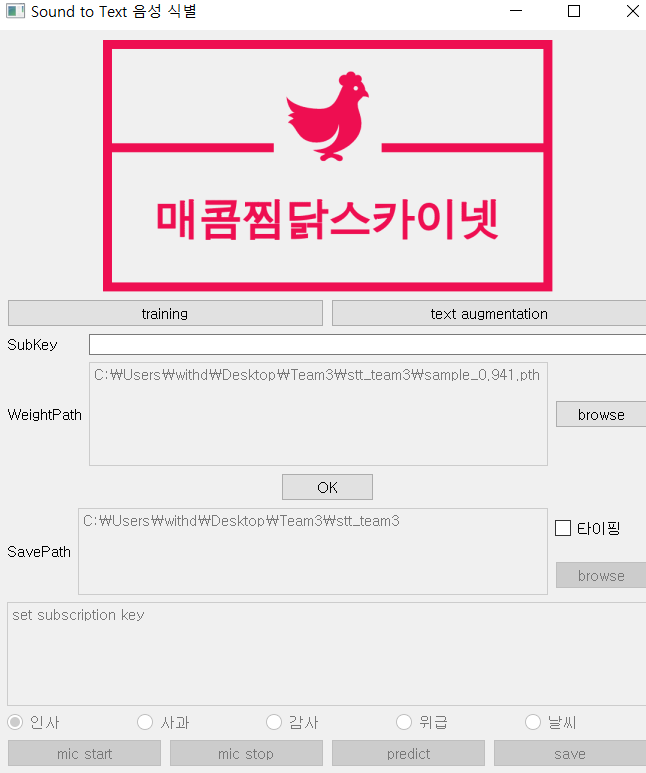 Sound to Text 음성 식별
매콤찜닭스카이넷
training
text augmentation
SubKey
C:₩Users₩withd₩Desktop₩Team3₩stt_team3₩sample_0,941,pth
WeightPath
browse
OK
C:₩Users₩withd₩Desktop₩Team3₩stt_team3
타이핑
SavePath
browse
set subscription key
인사 사과 감사 위급 날씨
mic start mic stop predict save